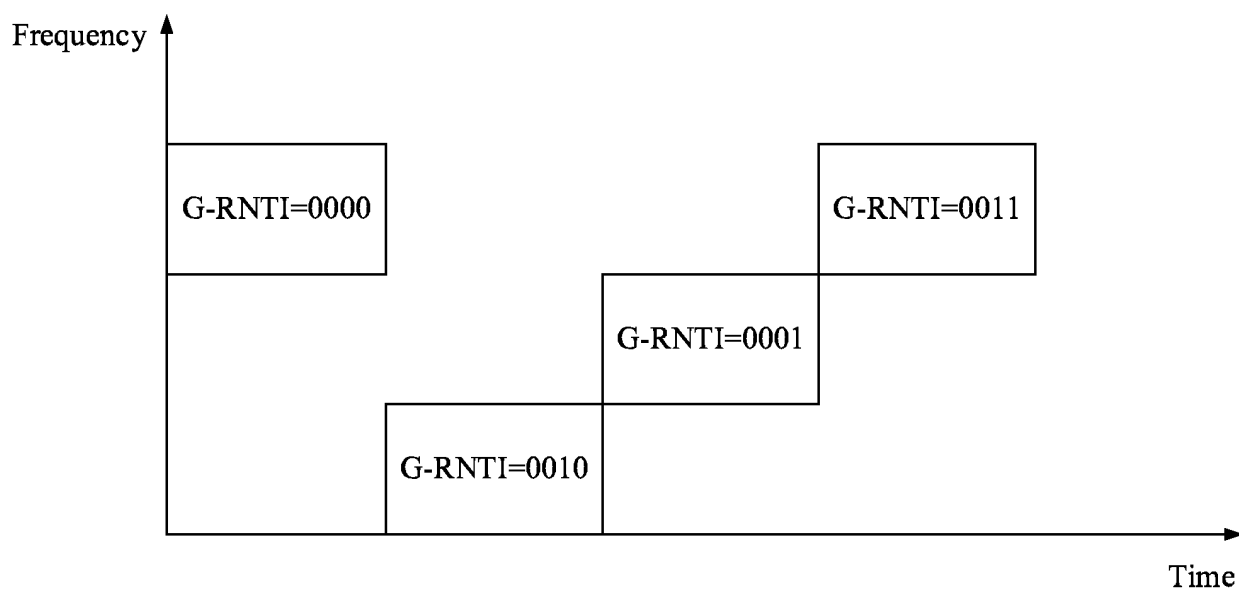 Frequency
G-RNTI=0000
G-RNTI=0011
G-RNTI=0001
G-RNTI=0010
Time